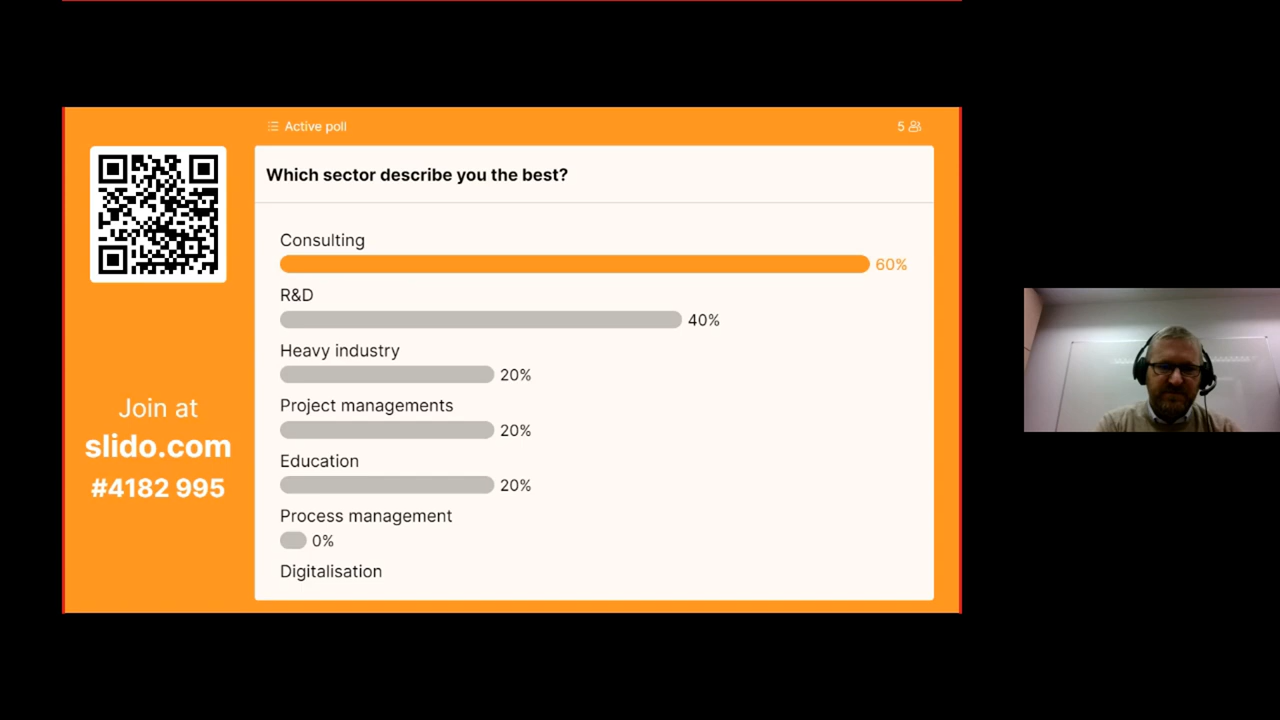 Active poll
5
Which sector describe you the best?
Consulting
60%
R&D
40%
Heavy industry
20%
Project managements
20%
Education
20%
Process management
0%
Digitalisation
Join at
slido.com
#4182 995